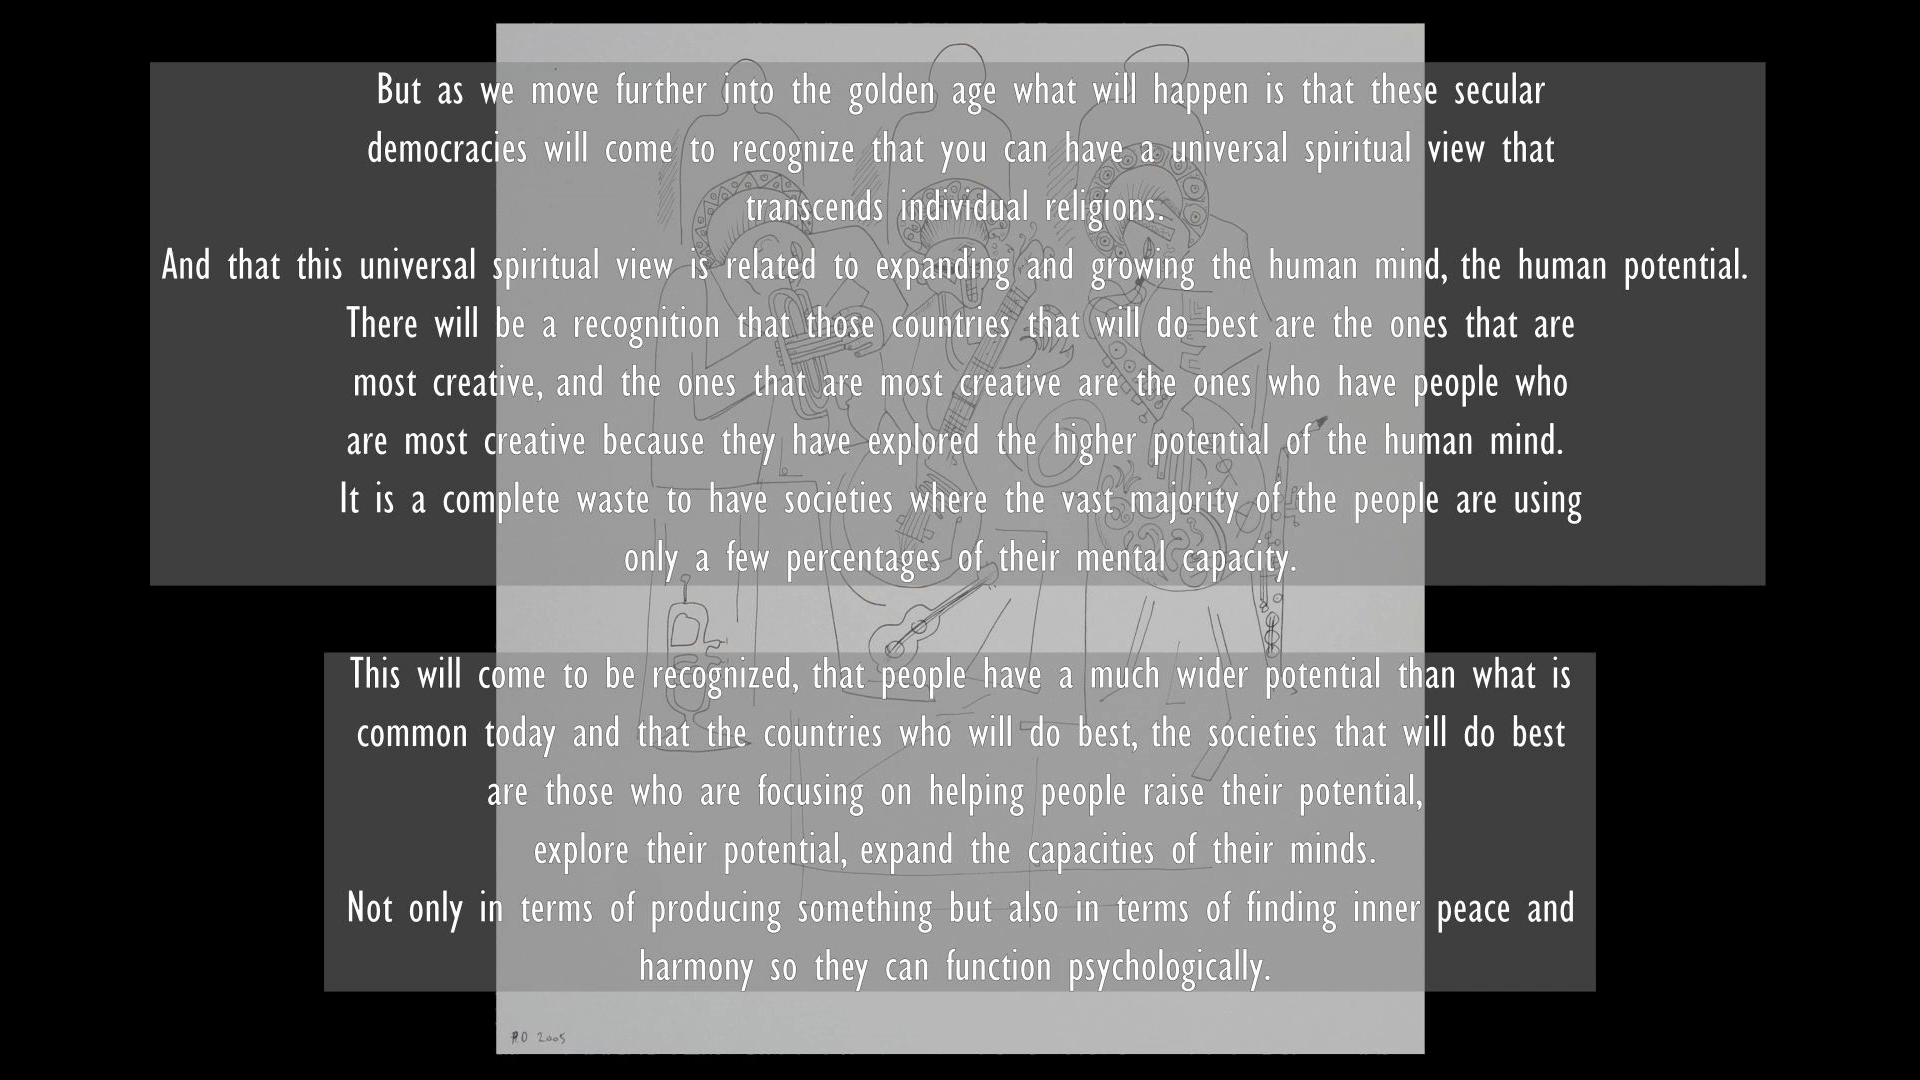 But as we move further into the golden age what will happen is that these secular
democracies will come to recognize that you can have a universal spiritual view that
transcends individual religions.
And that this universal spiritual view is related to expanding and growing the human mind, the human potential.
There will be a recognition that those countries that will do best are the ones that are
most creative, and the ones that are most creative are the ones who have people who
are most creative because they have explored the higher potential of the human mind.
It is a complete waste to have societies where the vast majority of the people are using
only a few percentages of their mental capacity.
This will come to be recognized, that people have a much wider potential than what is
common today and that the countries who will do best, the societies that will do best
are those who are focusing on helping people raise their potential,
explore their potential, expand the capacities of their minds.
Not only in terms of producing something but also in terms of finding inner peace and
harmony so they can function psychologically.
2005